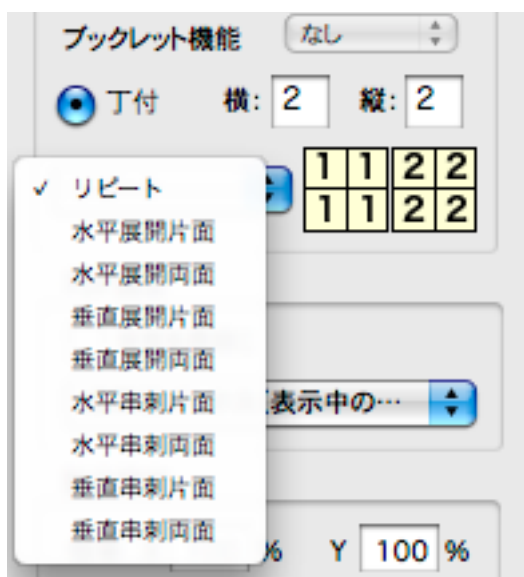 ブックレット機能 なし
丁付 横: 2 縦: 2
✓ リピート
1 1 2 2
1 1 2 2
水平展開片面
水平展開両面
垂直展開片面
垂直展開両面
水平串刺片面
表示中の…
水平串刺両面
垂直串刺片面
垂直串刺両面
% Y 100 %